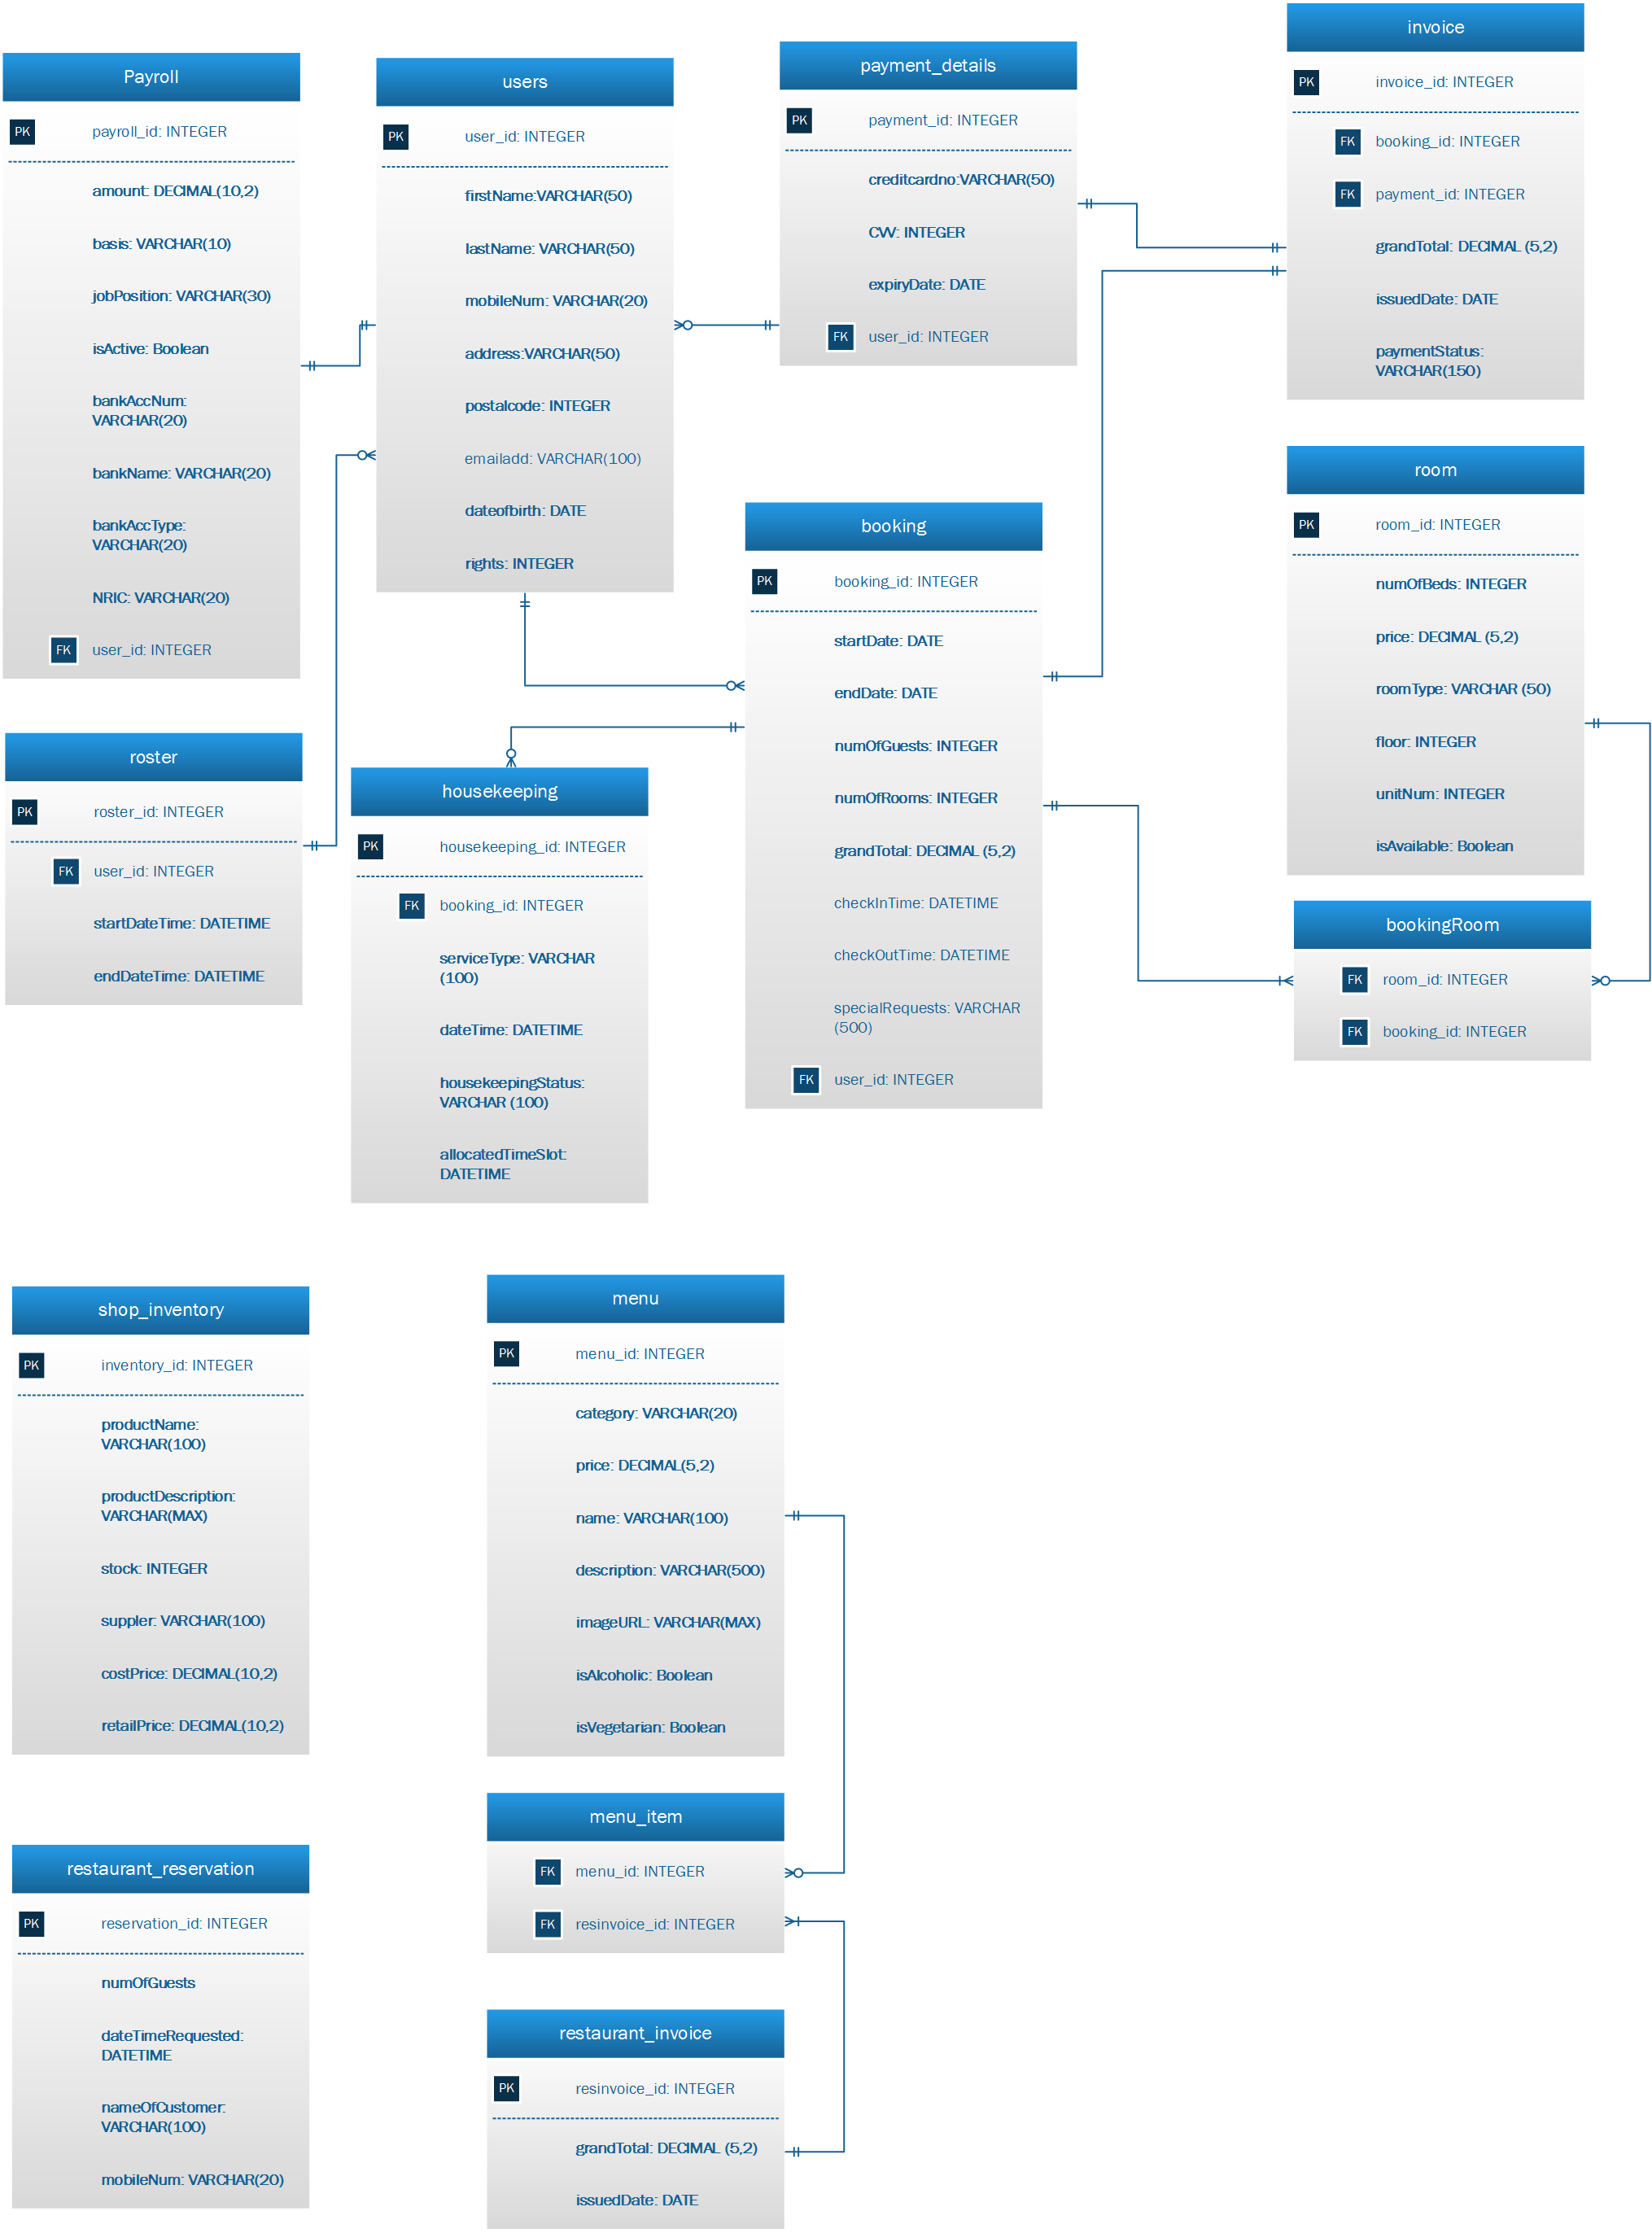 Payroll
PK
payroll_id: INTEGER
amount: DECIMAL(10,2)
basis: VARCHAR(10)
jobPosition: VARCHAR(30)
isActive: Boolean
bankAccNum:
VARCHAR(20)
bankName: VARCHAR(20)
bankAccType:
VARCHAR(20)
NRIC: VARCHAR(20)
FK
user_id: INTEGER
users
PK
user_id: INTEGER
firstName:VARCHAR(50)
lastName: VARCHAR(50)
mobileNum: VARCHAR(20)
address:VARCHAR(50)
postalcode: INTEGER
emailadd: VARCHAR(100)
dateofbirth: DATE
rights: INTEGER
payment_details
PK
payment_id: INTEGER
creditcardno:VARCHAR(50)
CVV: INTEGER
expiryDate: DATE
FK
user_id: INTEGER
invoice
PK
invoice_id: INTEGER
FK
booking_id: INTEGER
FK
payment_id: INTEGER
grandTotal: DECIMAL (5,2)
issuedDate: DATE
paymentStatus:
VARCHAR(150)
room
PK
room_id: INTEGER
numOfBeds: INTEGER
price: DECIMAL (5,2)
roomType: VARCHAR (50)
floor: INTEGER
unitNum: INTEGER
isAvailable: Boolean
booking
PK
booking_id: INTEGER
startDate: DATE
endDate: DATE
numOfGuests: INTEGER
numOfRooms: INTEGER
grandTotal: DECIMAL (5,2)
checkInTime: DATETIME
checkOutTime: DATETIME
specialRequests: VARCHAR
(500)
FK
user_id: INTEGER
roster
PK
roster_id: INTEGER
FK
user_id: INTEGER
startDateTime: DATETIME
endDateTime: DATETIME
housekeeping
PK
housekeeping_id: INTEGER
FK
booking_id: INTEGER
serviceType: VARCHAR
(100)
dateTime: DATETIME
housekeepingStatus:
VARCHAR (100)
allocatedTimeSlot:
DATETIME
bookingRoom
FK
room_id: INTEGER
FK
booking_id: INTEGER
shop_inventory
PK
inventory_id: INTEGER
productName:
VARCHAR(100)
productDescription:
VARCHAR(MAX)
stock: INTEGER
suppler: VARCHAR(100)
costPrice: DECIMAL(10,2)
retailPrice: DECIMAL(10,2)
menu
PK
menu_id: INTEGER
category: VARCHAR(20)
price: DECIMAL(5,2)
name: VARCHAR(100)
description: VARCHAR(500)
imageURL: VARCHAR(MAX)
isAlcoholic: Boolean
isVegetarian: Boolean
menu_item
FK
menu_id: INTEGER
FK
resinvoice_id: INTEGER
restaurant_reservation
PK
reservation_id: INTEGER
numOfGuests
dateTimeRequested:
DATETIME
nameOfCustomer:
VARCHAR(100)
mobileNum: VARCHAR(20)
restaurant_invoice
PK
resinvoice_id: INTEGER
grandTotal: DECIMAL (5,2)
issuedDate: DATE